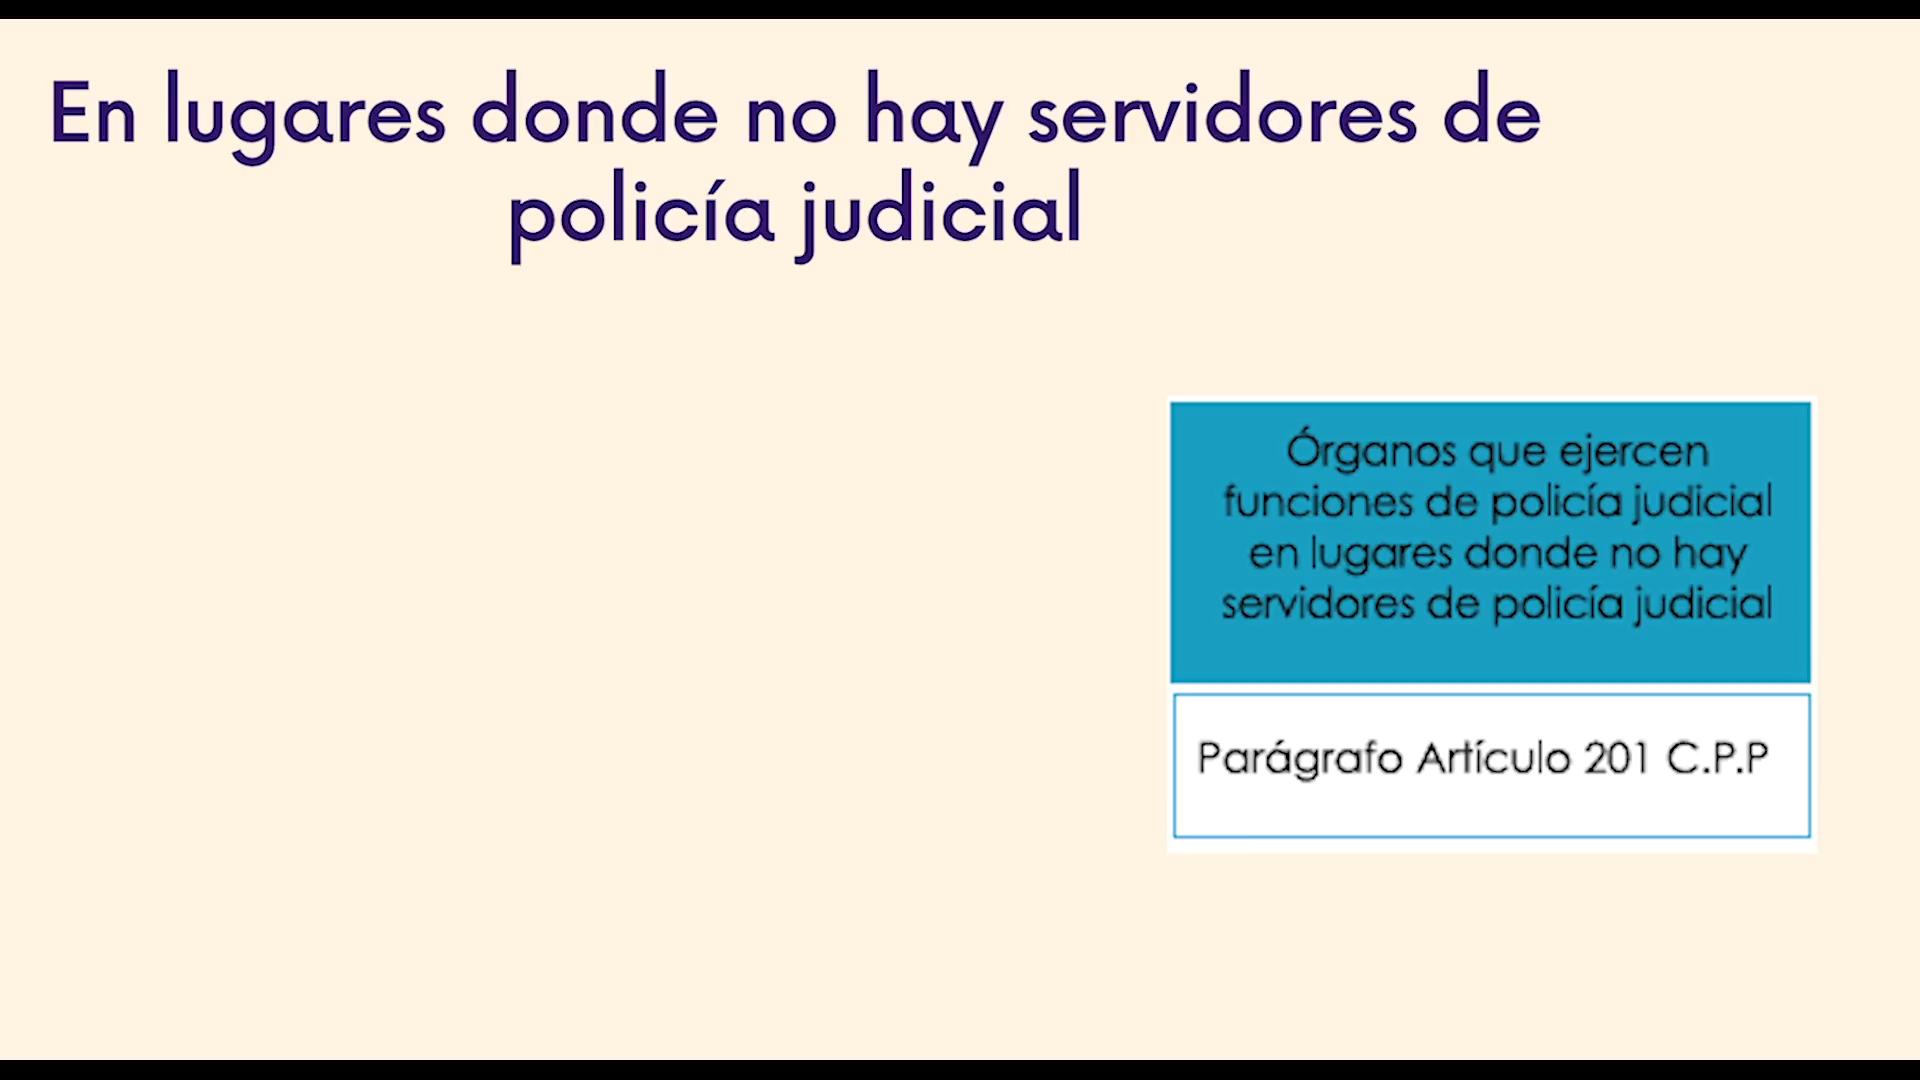 En lugares donde no hay servidores de
policía judicial
Órganos que ejercen
funciones de policía judicial
en lugares donde no hay
servidores de policía judicial
Parágrafo Artículo 201 C.P.P